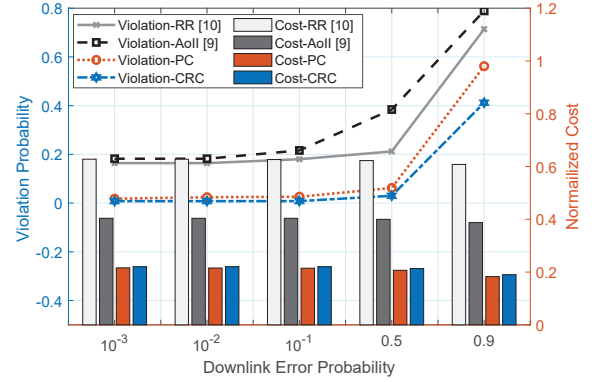 Violation-RR [10]
Violation-AoII [9]
Violation-PC
Violation-CRC
Cost-RR [10]
Cost-AoII [9]
Cost-PC
Cost-CRC
Violation Probability
0.8
0.6
0.4
0.2
0
-0.2
-0.4
Normailized Cost
1.2
1
0.8
0.6
0.4
0.2
0
10^-3 10^-2 10^-1 0.5 0.9
Downlink Error Probability